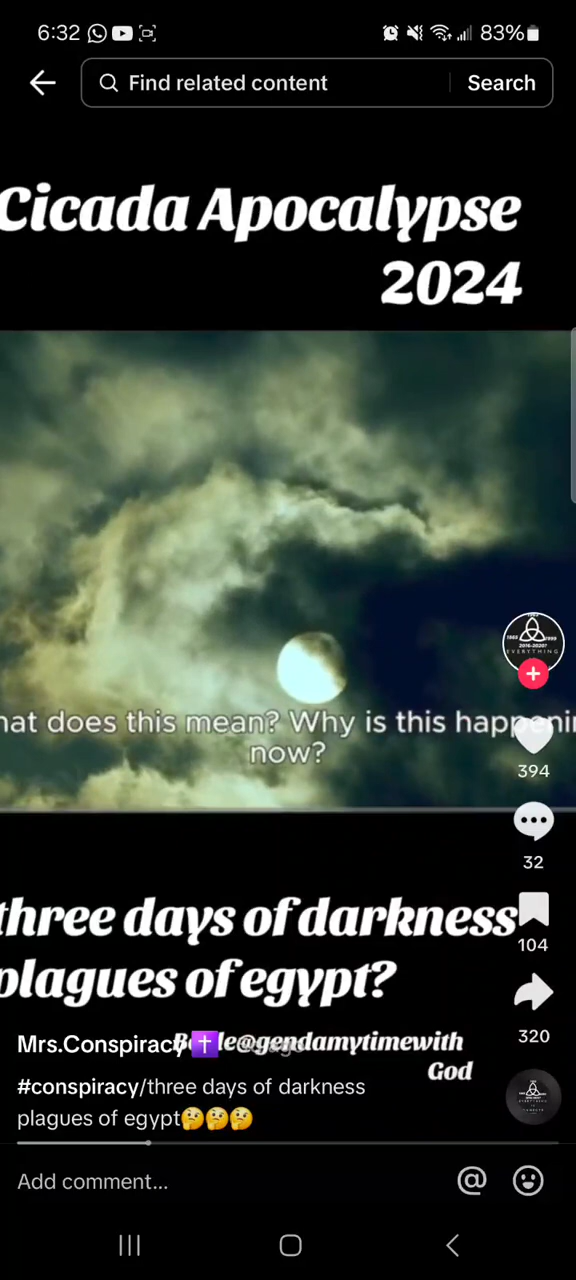 6:32
83%
Find related content
Search
Cicada Apocalypse
2024
hat does this mean? Why is this happenin
now?
394
32
104
320
three days of darkness
plagues of egypt?
Mrs.Conspiracy
le@gendamytimewith
God
#conspiracy/three days of darkness
plagues of egypt🤔🤔🤔
EVERYTHING
Add comment...